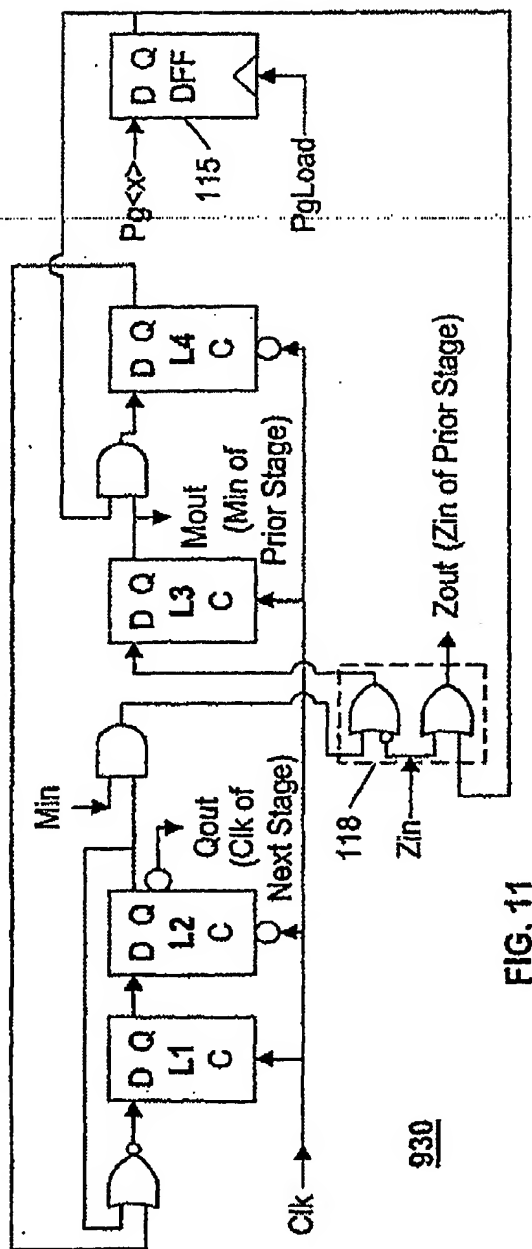 D Q
L1
C
D Q
L2
C
Min
Qout
(Clk of
Next Stage)
D Q
L3
C
Mout
(Min of
Prior Stage)
D Q
L4
C
Pg<x>
D Q
DFF
115
PgLoad
118
Zin
Zout (Zin of Prior Stage)
Clk
930
FIG. 11